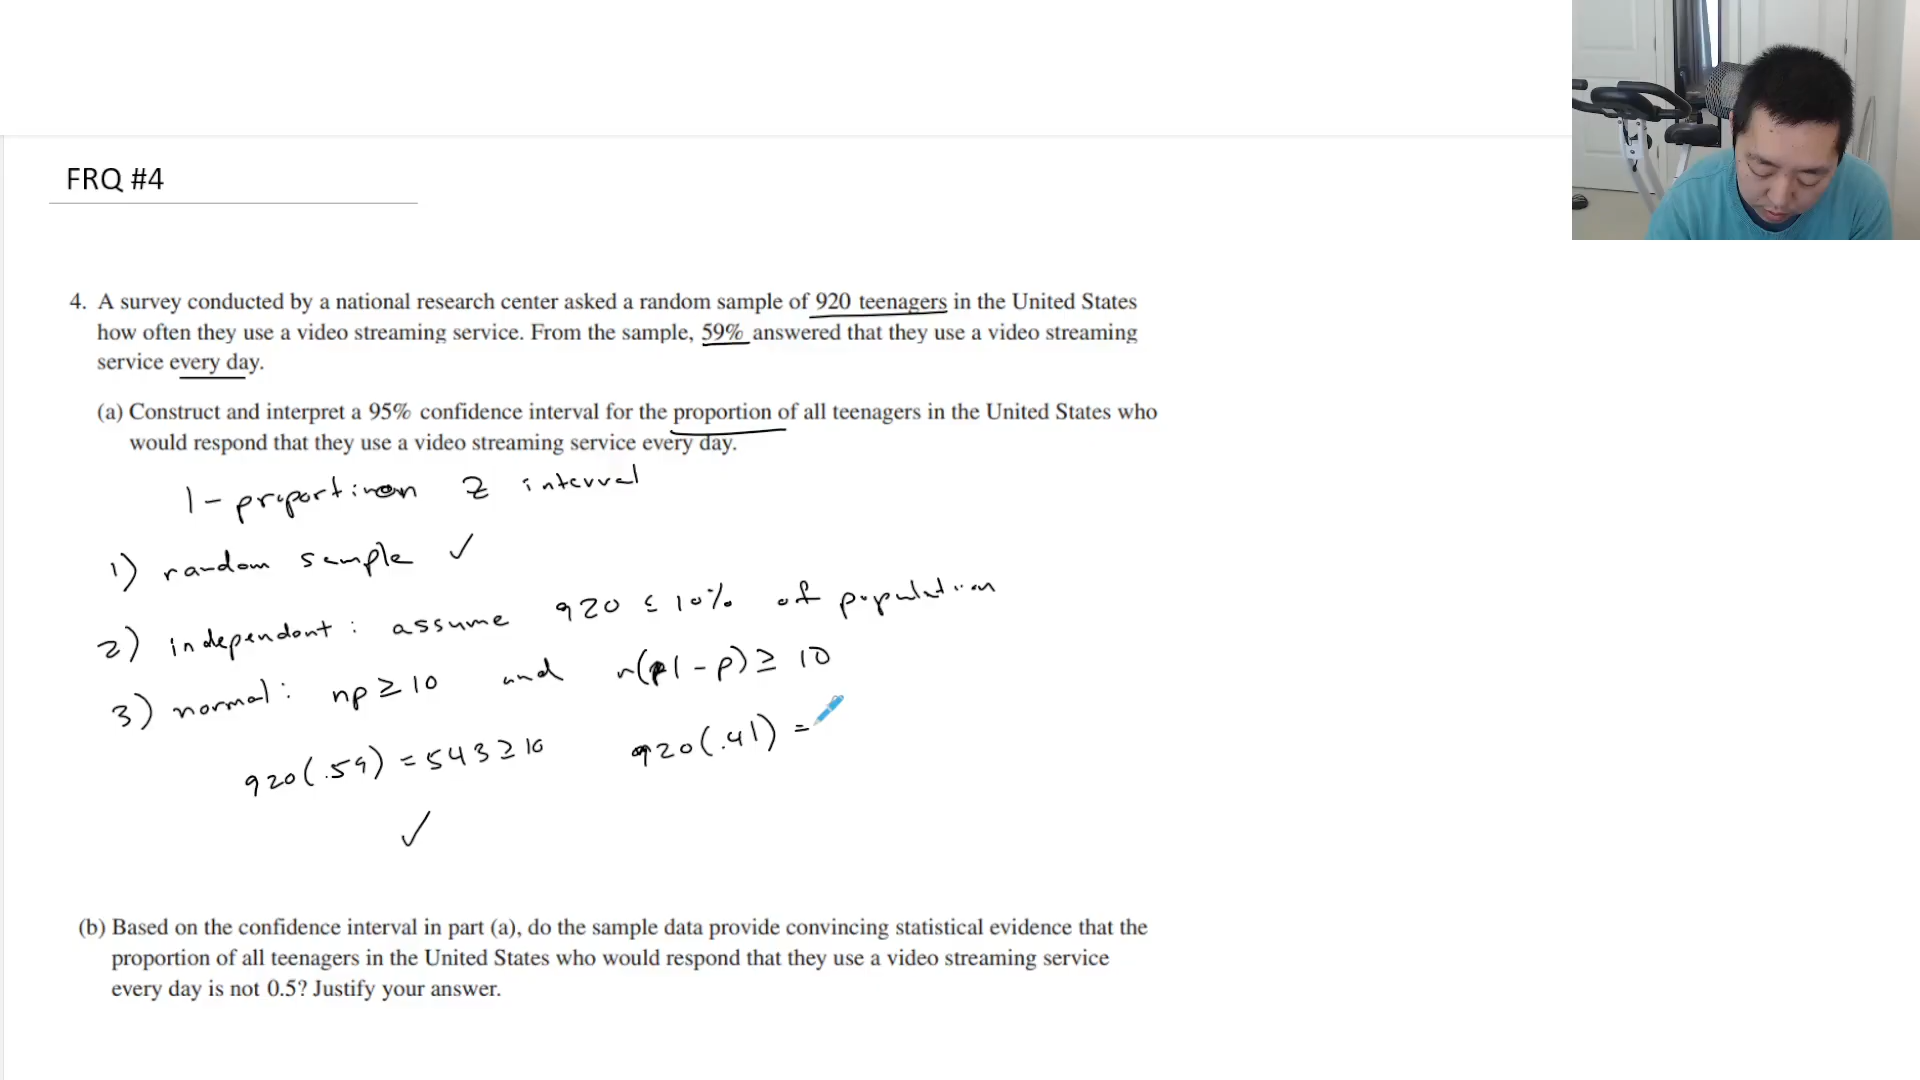 FRQ #4
4. A survey conducted by a national research center asked a random sample of 920 teenagers in the United States
how often they use a video streaming service. From the sample, 59% answered that they use a video streaming
service every day.
(a) Construct and interpret a 95% confidence interval for the proportion of all teenagers in the United States who
would respond that they use a video streaming service every day.
1-proportion z interval
1) random sample ✓
2) independent: assume 920 ≤ 10% of population
3) normal: np ≥ 10 and n(1-p) ≥ 10
920(.59) = 543 ≥ 10 920(.41) =
✓
(b) Based on the confidence interval in part (a), do the sample data provide convincing statistical evidence that the
proportion of all teenagers in the United States who would respond that they use a video streaming service
every day is not 0.5? Justify your answer.